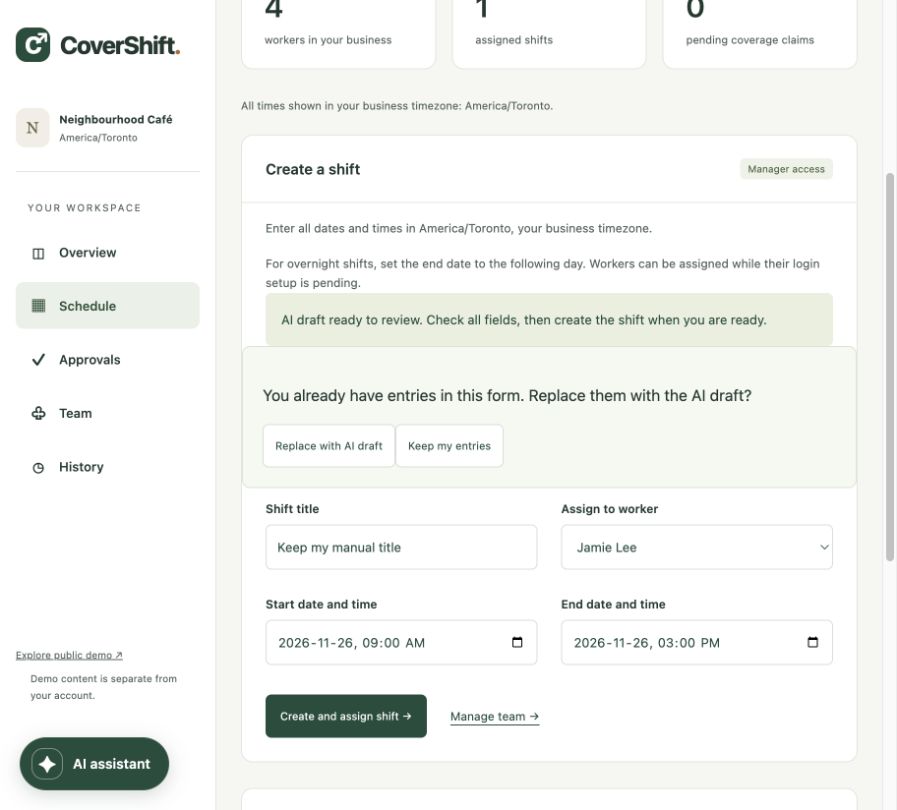 CoverShift.
N
Neighbourhood Café
America/Toronto
YOUR WORKSPACE
Overview
Schedule
Approvals
Team
History
Explore public demo ↗
Demo content is separate from
your account.
AI assistant
4
workers in your business
1
assigned shifts
0
pending coverage claims
All times shown in your business timezone: America/Toronto.
Create a shift
Manager access
Enter all dates and times in America/Toronto, your business timezone.
For overnight shifts, set the end date to the following day. Workers can be assigned while their login
setup is pending.
AI draft ready to review. Check all fields, then create the shift when you are ready.
You already have entries in this form. Replace them with the AI draft?
Replace with AI draft
Keep my entries
Shift title
Keep my manual title
Assign to worker
Jamie Lee
Start date and time
2026-11-26, 09:00 AM
End date and time
2026-11-26, 03:00 PM
Create and assign shift →
Manage team →